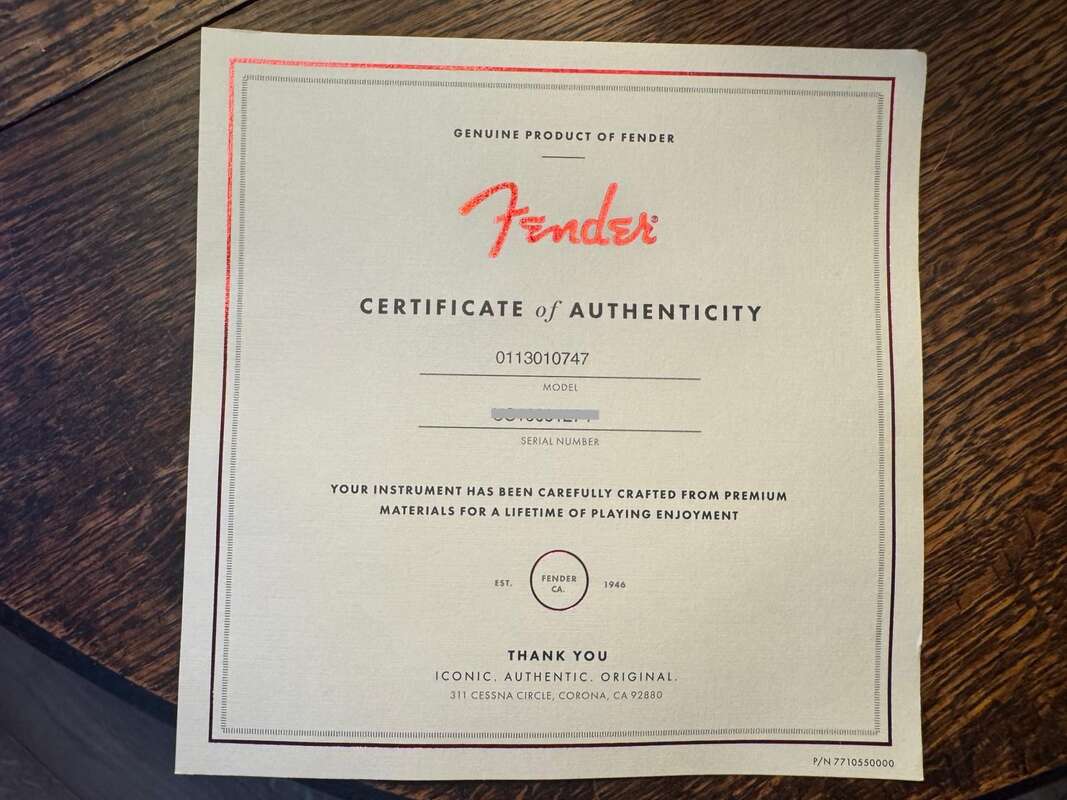 GENUINE PRODUCT OF FENDER
Fender®
CERTIFICATE of AUTHENTICITY
0113010747
MODEL
SERIAL NUMBER
YOUR INSTRUMENT HAS BEEN CAREFULLY CRAFTED FROM PREMIUM
MATERIALS FOR A LIFETIME OF PLAYING ENJOYMENT
EST. FENDER CA. 1946
THANK YOU
ICONIC. AUTHENTIC. ORIGINAL.
311 CESSNA CIRCLE, CORONA, CA 92880
P/N 7710550000